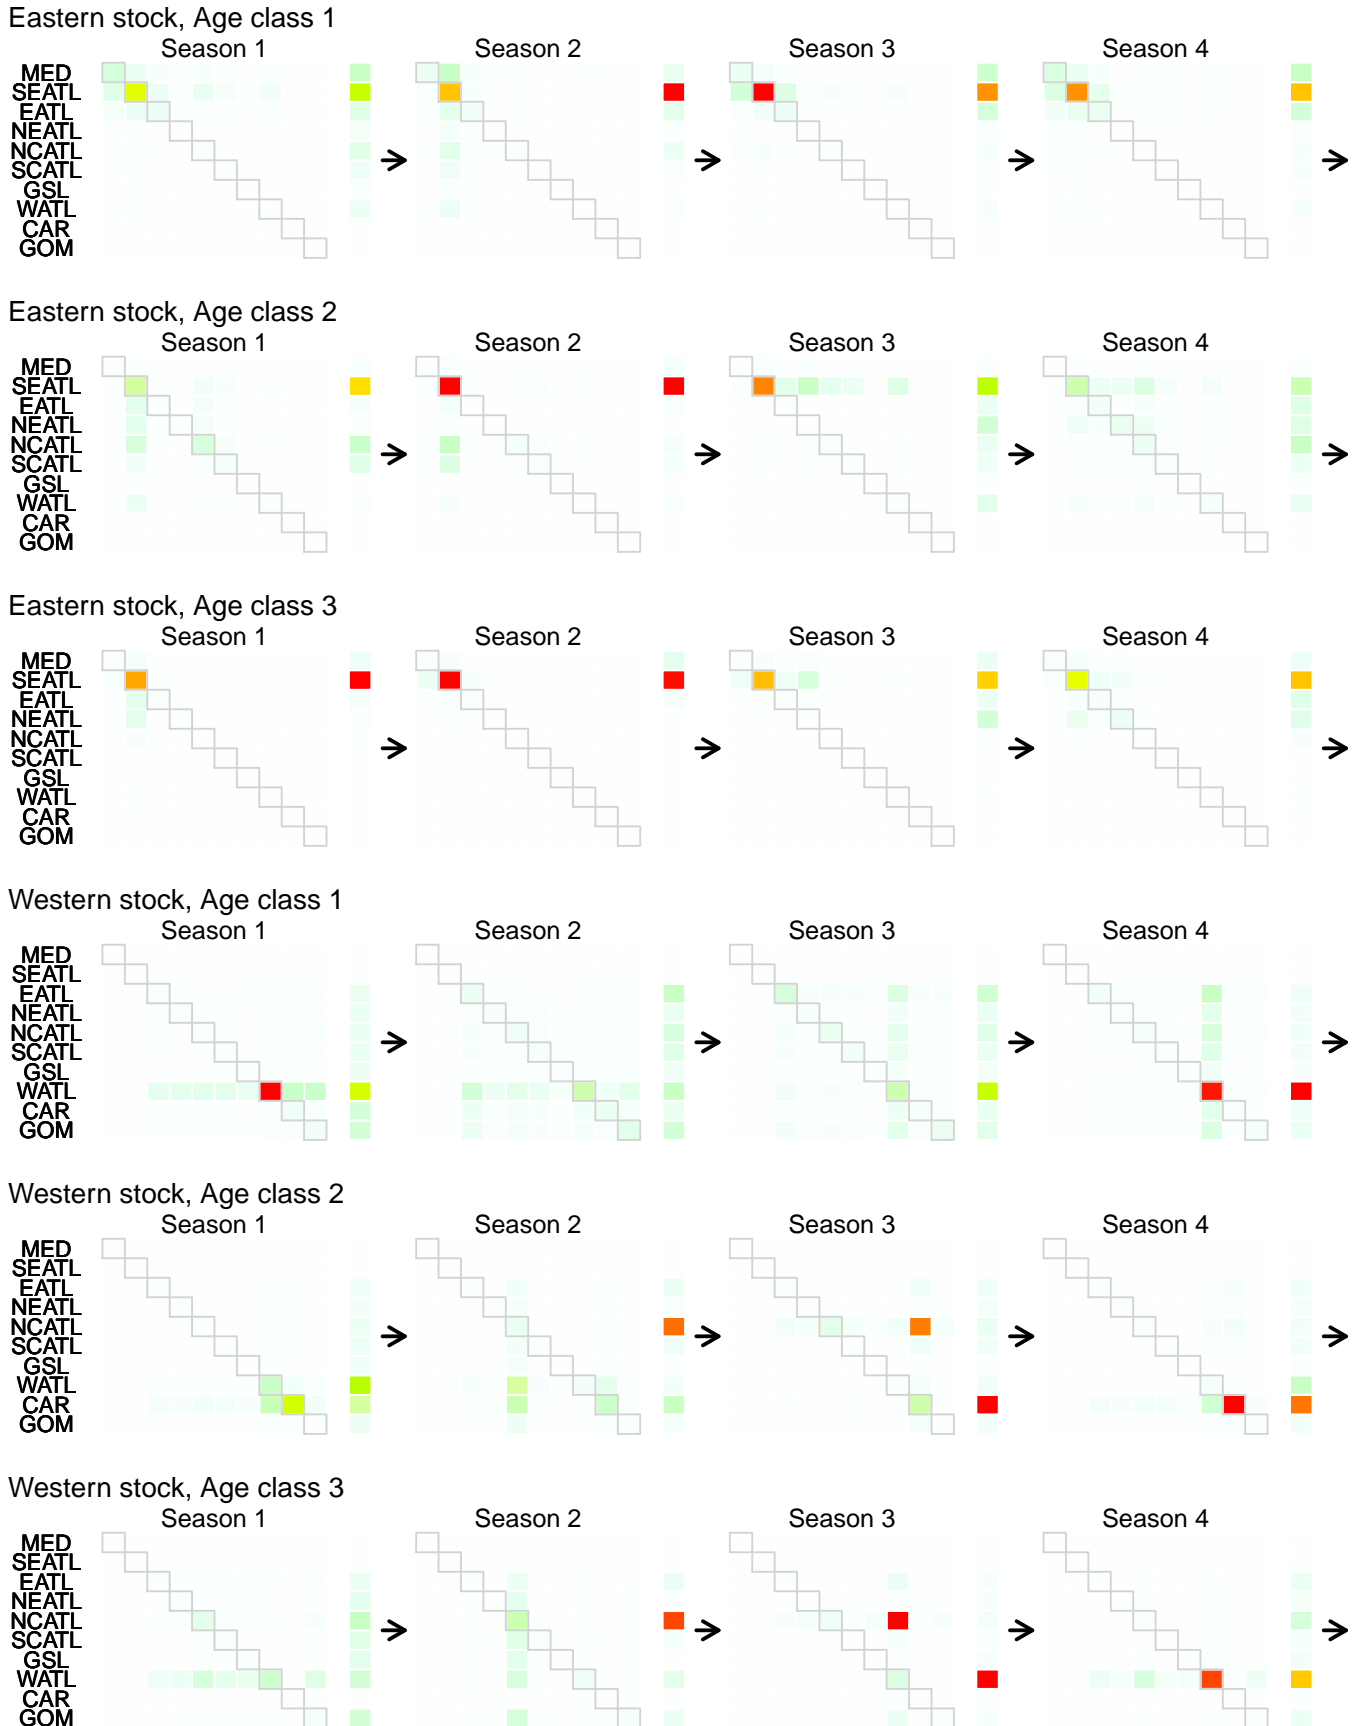 Eastern stock, Age class 1
Season 1 Season 2 Season 3 Season 4
MED
SEATL
EATL
NEATL
NCATL
SCATL
GSL
WATL
CAR
GOM
Eastern stock, Age class 2
Season 1 Season 2 Season 3 Season 4
MED
SEATL
EATL
NEATL
NCATL
SCATL
GSL
WATL
CAR
GOM
Eastern stock, Age class 3
Season 1 Season 2 Season 3 Season 4
MED
SEATL
EATL
NEATL
NCATL
SCATL
GSL
WATL
CAR
GOM
Western stock, Age class 1
Season 1 Season 2 Season 3 Season 4
MED
SEATL
EATL
NEATL
NCATL
SCATL
GSL
WATL
CAR
GOM
Western stock, Age class 2
Season 1 Season 2 Season 3 Season 4
MED
SEATL
EATL
NEATL
NCATL
SCATL
GSL
WATL
CAR
GOM
Western stock, Age class 3
Season 1 Season 2 Season 3 Season 4
MED
SEATL
EATL
NEATL
NCATL
SCATL
GSL
WATL
CAR
GOM